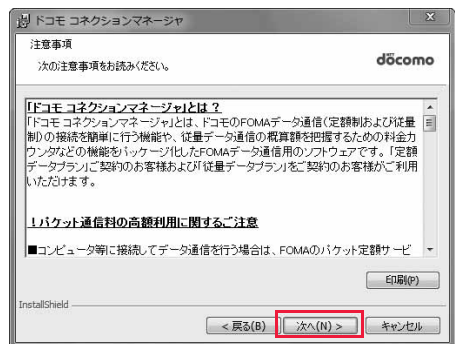 ドコモ コネクションマネージャ
注意事項
次の注意事項をお読みください。
döcomo
「ドコモ コネクションマネージャ」とは？
「ドコモ コネクションマネージャ」とは、ドコモのFOMAデータ通信（定額制および従量
制）の接続を簡単に行う機能や、従量データ通信の概算額を把握するための料金カ
ウンタなどの機能をパッケージ化したFOMAデータ通信用のソフトウェアです。「定額
データプラン」ご契約のお客様および「従量データプラン」をご契約のお客様がご利用
いただけます。
！パケット通信料の高額利用に関するご注意
■コンピュータ等に接続してデータ通信を行う場合は、FOMAのパケット定額サービ
印刷(P)
InstallShield
< 戻る(B)
次へ(N) >
キャンセル